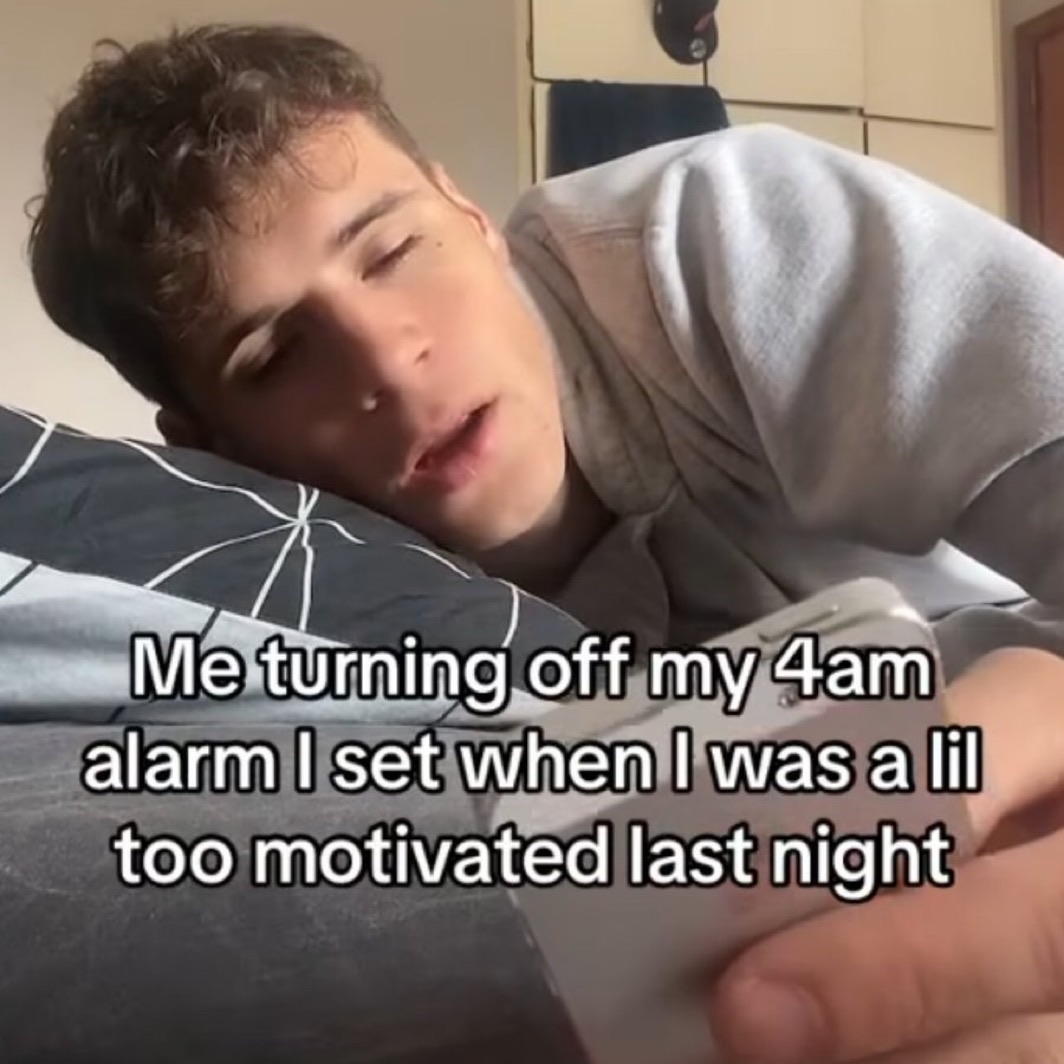 Me turning off my 4am
alarm I set when I was a lil
too motivated last night